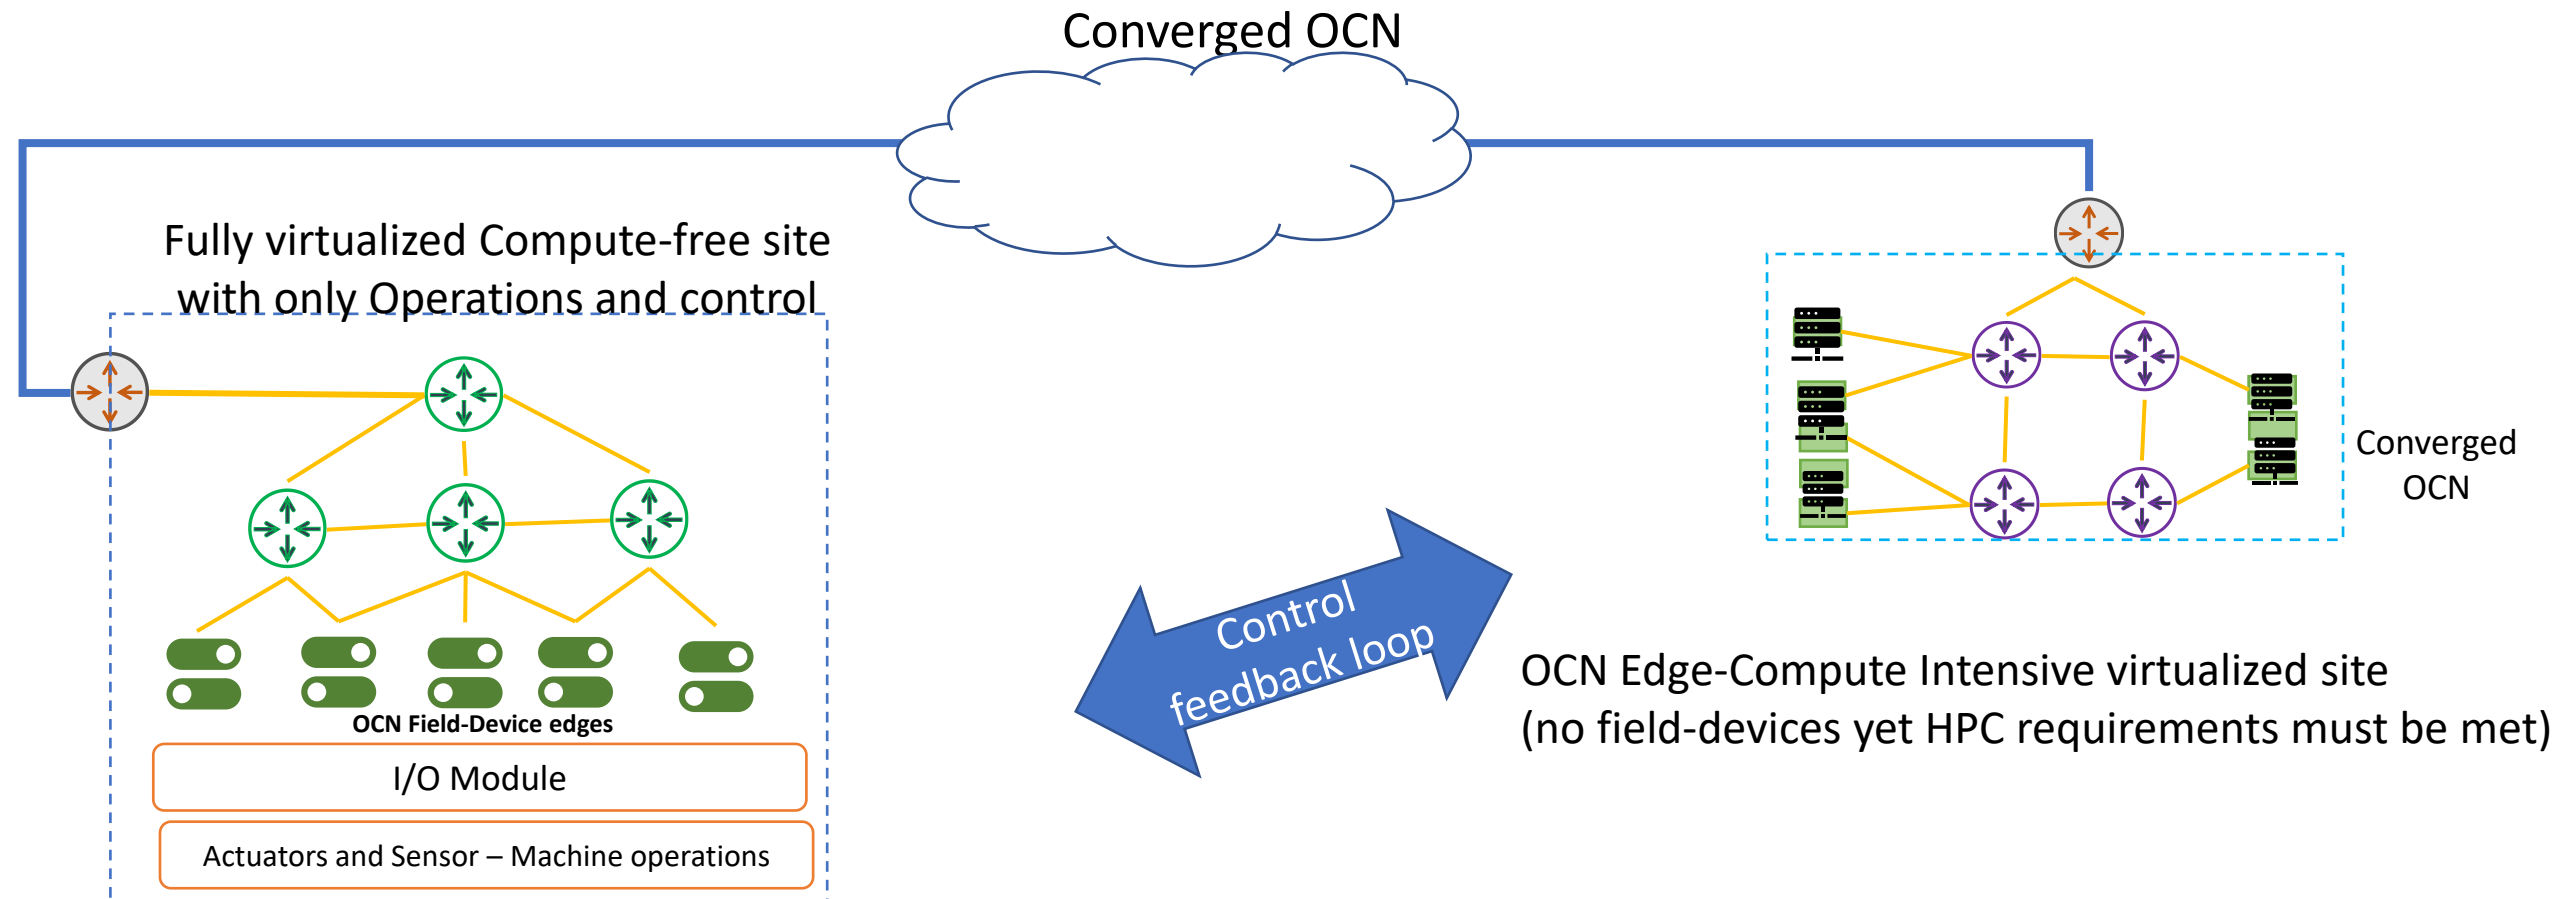 Converged OCN
Fully virtualized Compute-free site
with only Operations and control
Converged
OCN
Control
feedback loop
OCN Edge-Compute Intensive virtualized site
(no field-devices yet HPC requirements must be met)
OCN Field-Device edges
I/O Module
Actuators and Sensor – Machine operations